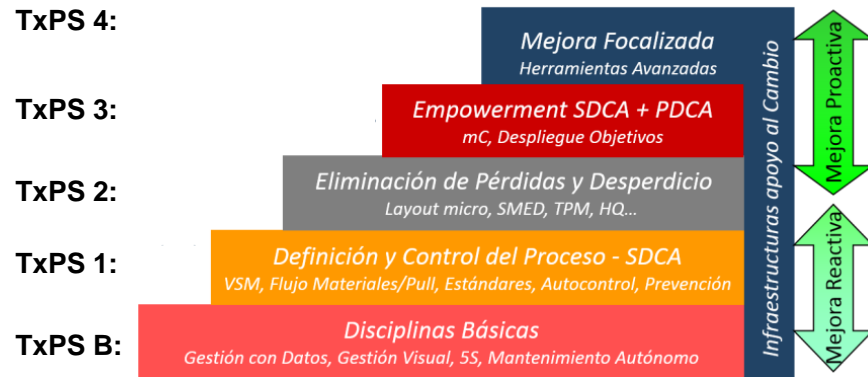 TxPS 4:
Mejora Focalizada
Herramientas Avanzadas
TxPS 3:
Empowerment SDCA + PDCA
mC, Despliegue Objetivos
TxPS 2:
Eliminación de Pérdidas y Desperdicio
Layout micro, SMED, TPM, HQ...
TxPS 1:
Definición y Control del Proceso - SDCA
VSM, Flujo Materiales/Pull, Estándares, Autocontrol, Prevención
TxPS B:
Disciplinas Básicas
Gestión con Datos, Gestión Visual, 5S, Mantenimiento Autónomo
Infraestructuras apoyo al Cambio
Mejora Proactiva
Mejora Reactiva